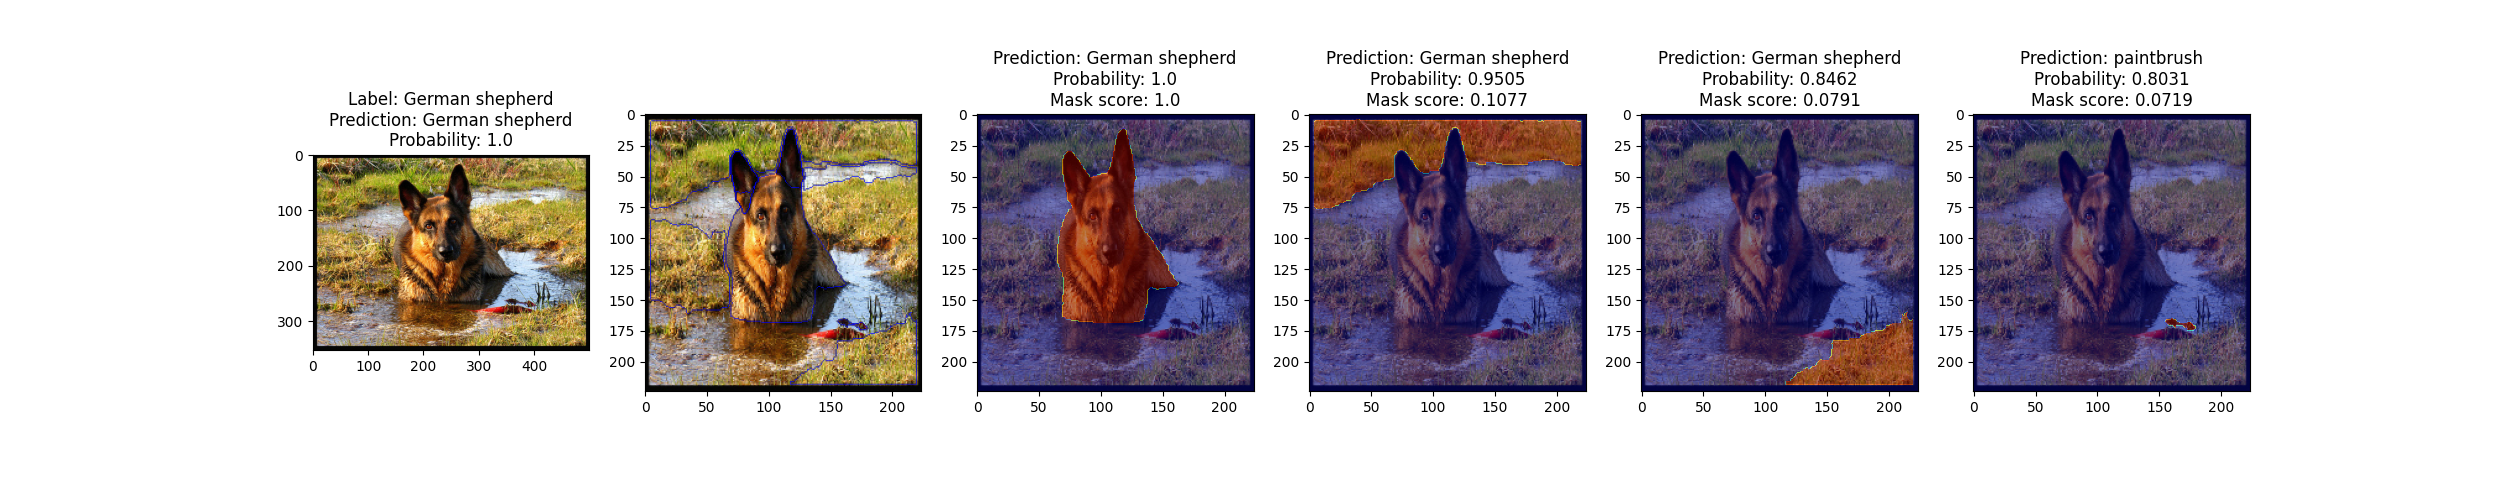 Label: German shepherd
Prediction: German shepherd
Probability: 1.0
0
100
200
300
0 100 200 300 400
0
25
50
75
100
125
150
175
200
0 50 100 150 200
Prediction: German shepherd
Probability: 1.0
Mask score: 1.0
0
25
50
75
100
125
150
175
200
0 50 100 150 200
Prediction: German shepherd
Probability: 0.9505
Mask score: 0.1077
0
25
50
75
100
125
150
175
200
0 50 100 150 200
Prediction: German shepherd
Probability: 0.8462
Mask score: 0.0791
0
25
50
75
100
125
150
175
200
0 50 100 150 200
Prediction: paintbrush
Probability: 0.8031
Mask score: 0.0719
0
25
50
75
100
125
150
175
200
0 50 100 150 200